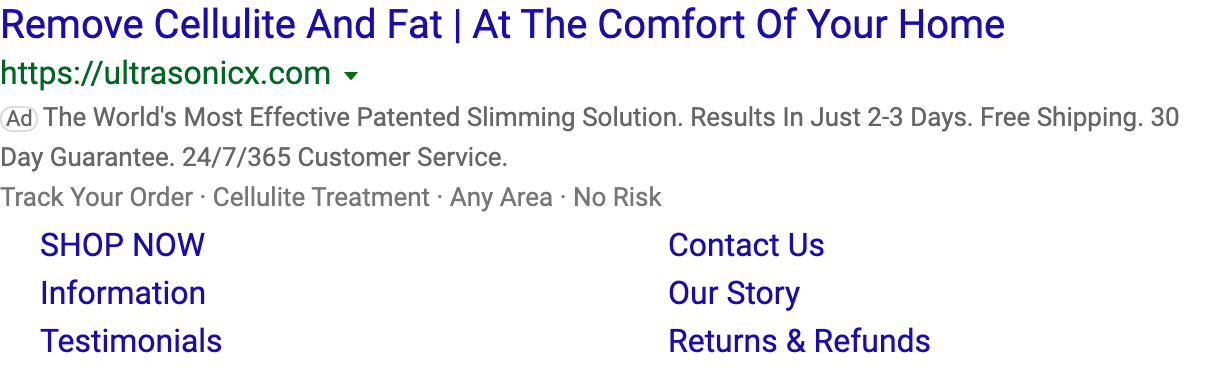 Remove Cellulite And Fat | At The Comfort Of Your Home
https://ultrasonicx.com
Ad The World's Most Effective Patented Slimming Solution. Results In Just 2-3 Days. Free Shipping. 30
Day Guarantee. 24/7/365 Customer Service.
Track Your Order · Cellulite Treatment · Any Area · No Risk
SHOP NOW
Contact Us
Information
Our Story
Testimonials
Returns & Refunds